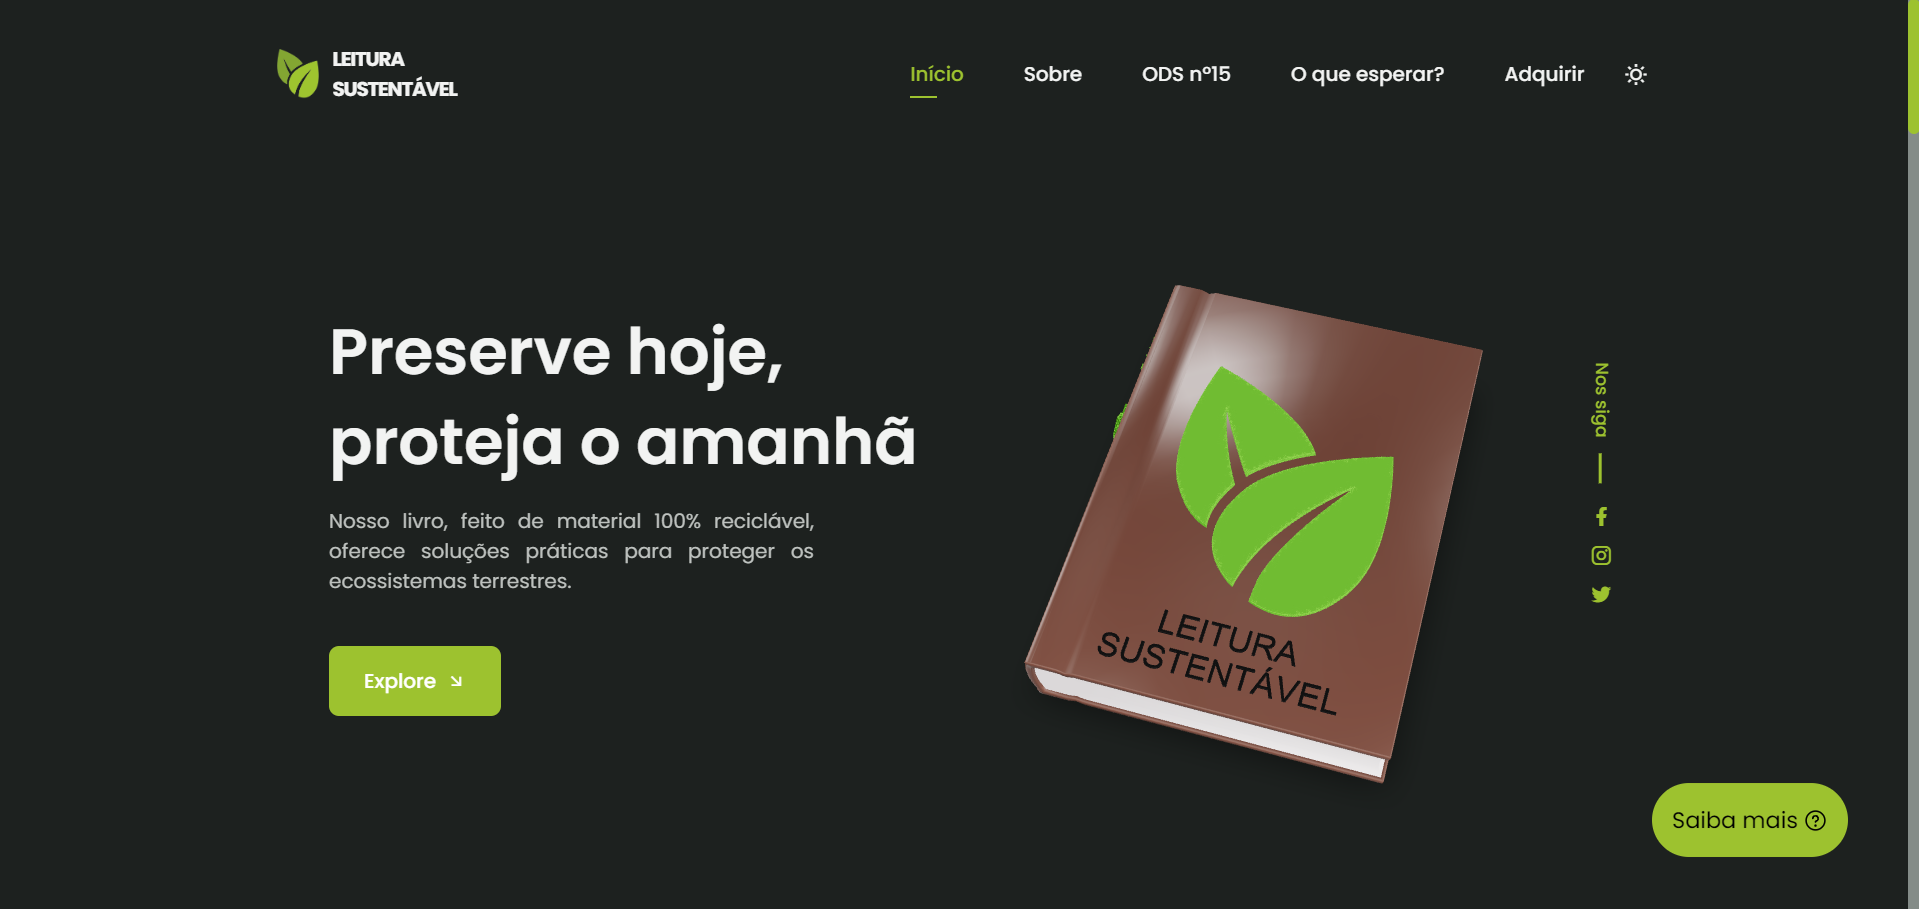 LEITURA
SUSTENTÁVEL
Início
Sobre
ODS nº15
O que esperar?
Adquirir
Preserve hoje,
proteja o amanhã
Nosso livro, feito de material 100% reciclável,
oferece soluções práticas para proteger os
ecossistemas terrestres.
Explore
LEITURA
SUSTENTÁVEL
Nos siga
Saiba mais